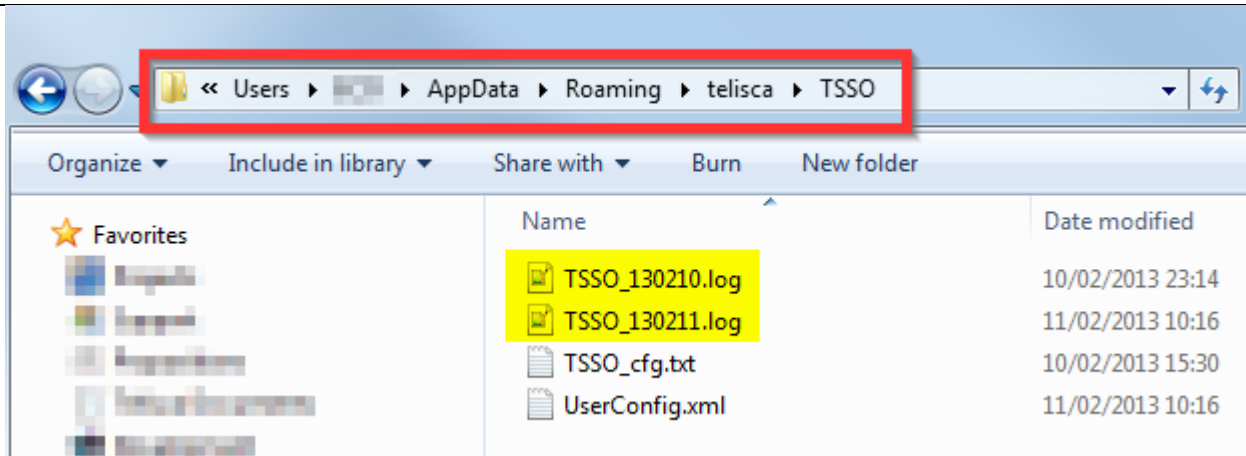 « Users ▸ ▸ AppData ▸ Roaming ▸ telisca ▸ TSSO
Organize Include in library Share with Burn New folder
Favorites
Name Date modified
TSSO_130210.log 10/02/2013 23:14
TSSO_130211.log 11/02/2013 10:16
TSSO_cfg.txt 10/02/2013 15:30
UserConfig.xml 11/02/2013 10:16